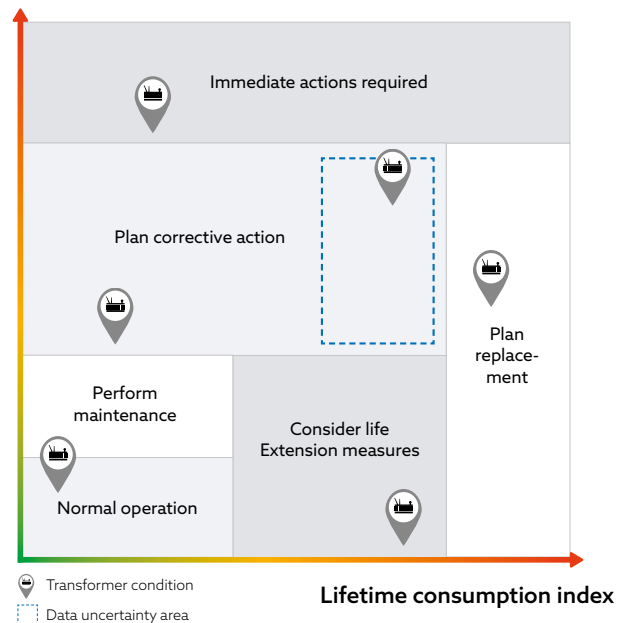 Immediate actions required
Plan corrective action
Plan
replace-
ment
Perform
maintenance
Consider life
Extension measures
Normal operation
Transformer condition
Lifetime consumption index
Data uncertainty area